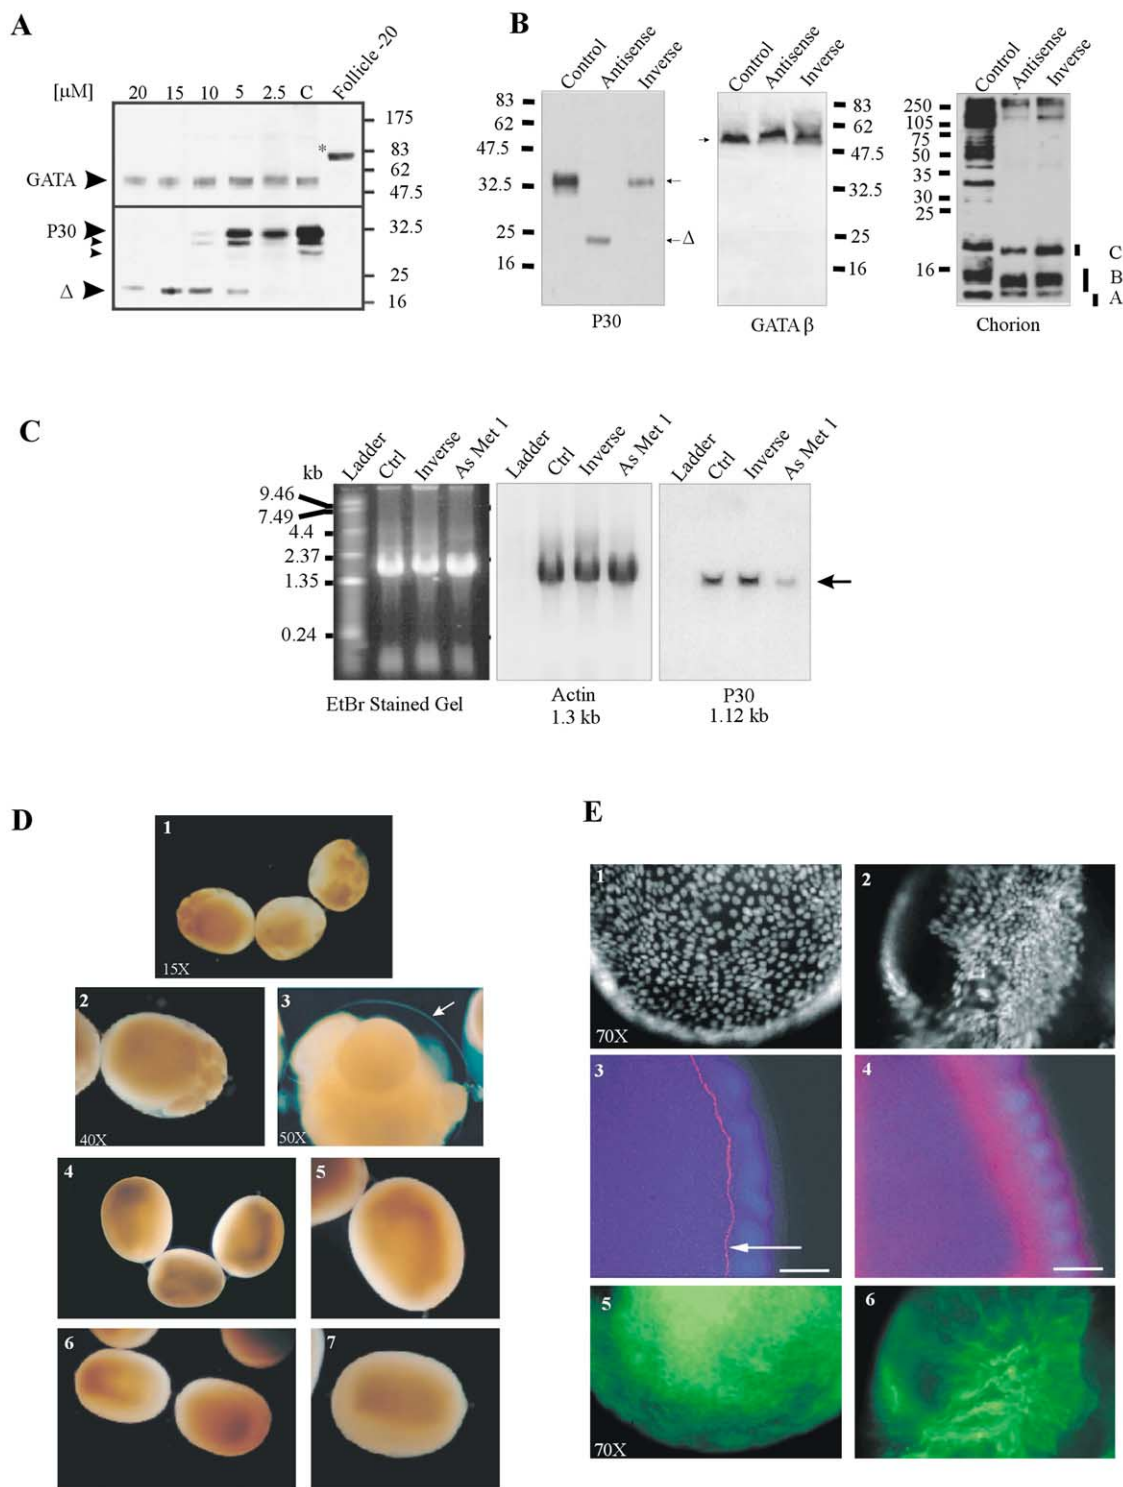 A
[µM] 20 15 10 5 2.5 C Follicle -20
175
*
83
GATA
62
47.5
P30
32.5
25
Δ
16
B
Control Antisense Inverse
83
62
47.5
32.5
25
Δ
16
P30
Control Antisense Inverse
83
62
47.5
32.5
25
16
GATA β
Control Antisense Inverse
250
105
75
50
35
30
25
16
C
B
A
Chorion
C
kb
Ladder Ctrl Inverse As Met 1
9.46
7.49
4.4
2.37
1.35
0.24
EtBr Stained Gel
Ladder Ctrl Inverse As Met 1
Actin
1.3 kb
Ladder Ctrl Inverse As Met 1
P30
1.12 kb
D
1
15X
2
40X
3
50X
4
5
6
7
E
1
70X
2
3
4
5
70X
6